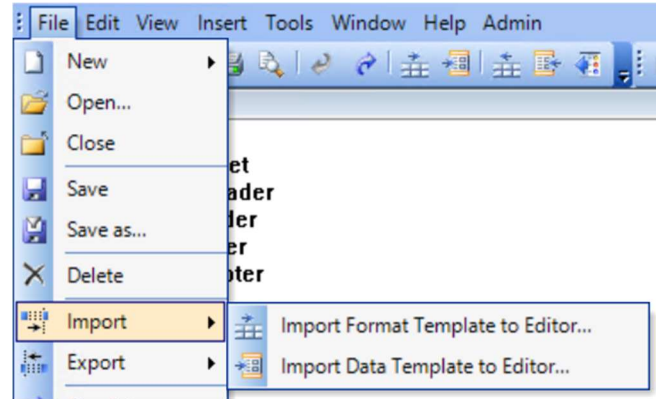 File Edit View Insert Tools Window Help Admin
New
Open...
Close
et
Save
ader
der
Save as...
er
Delete
oter
Import
Import Format Template to Editor...
Export
Import Data Template to Editor...